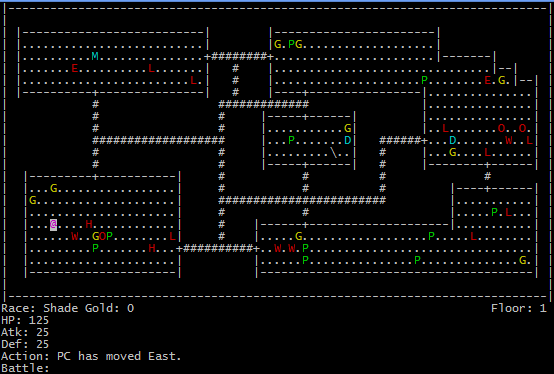 Race: Shade Gold: 0 Floor: 1
HP: 125
Atk: 25
Def: 25
Action: PC has moved East.
Battle: